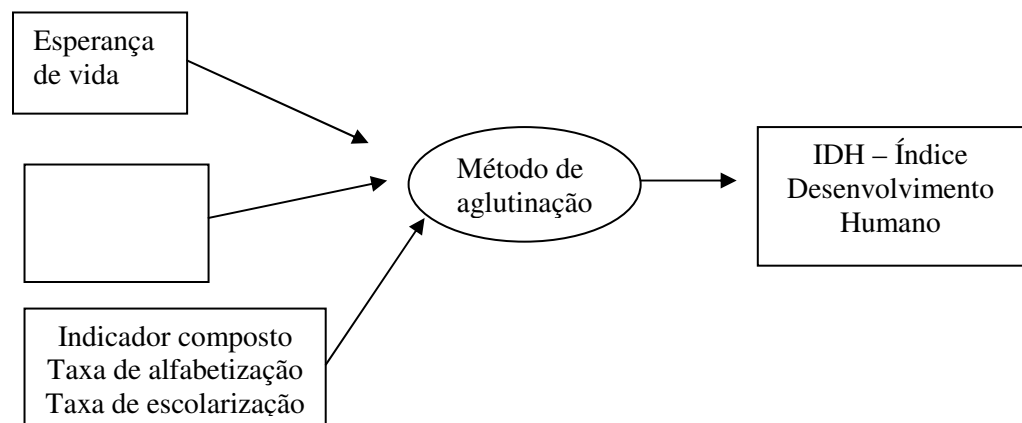 Esperança
de vida
Método de
aglutinação
IDH – Índice
Desenvolvimento
Humano
Indicador composto
Taxa de alfabetização
Taxa de escolarização